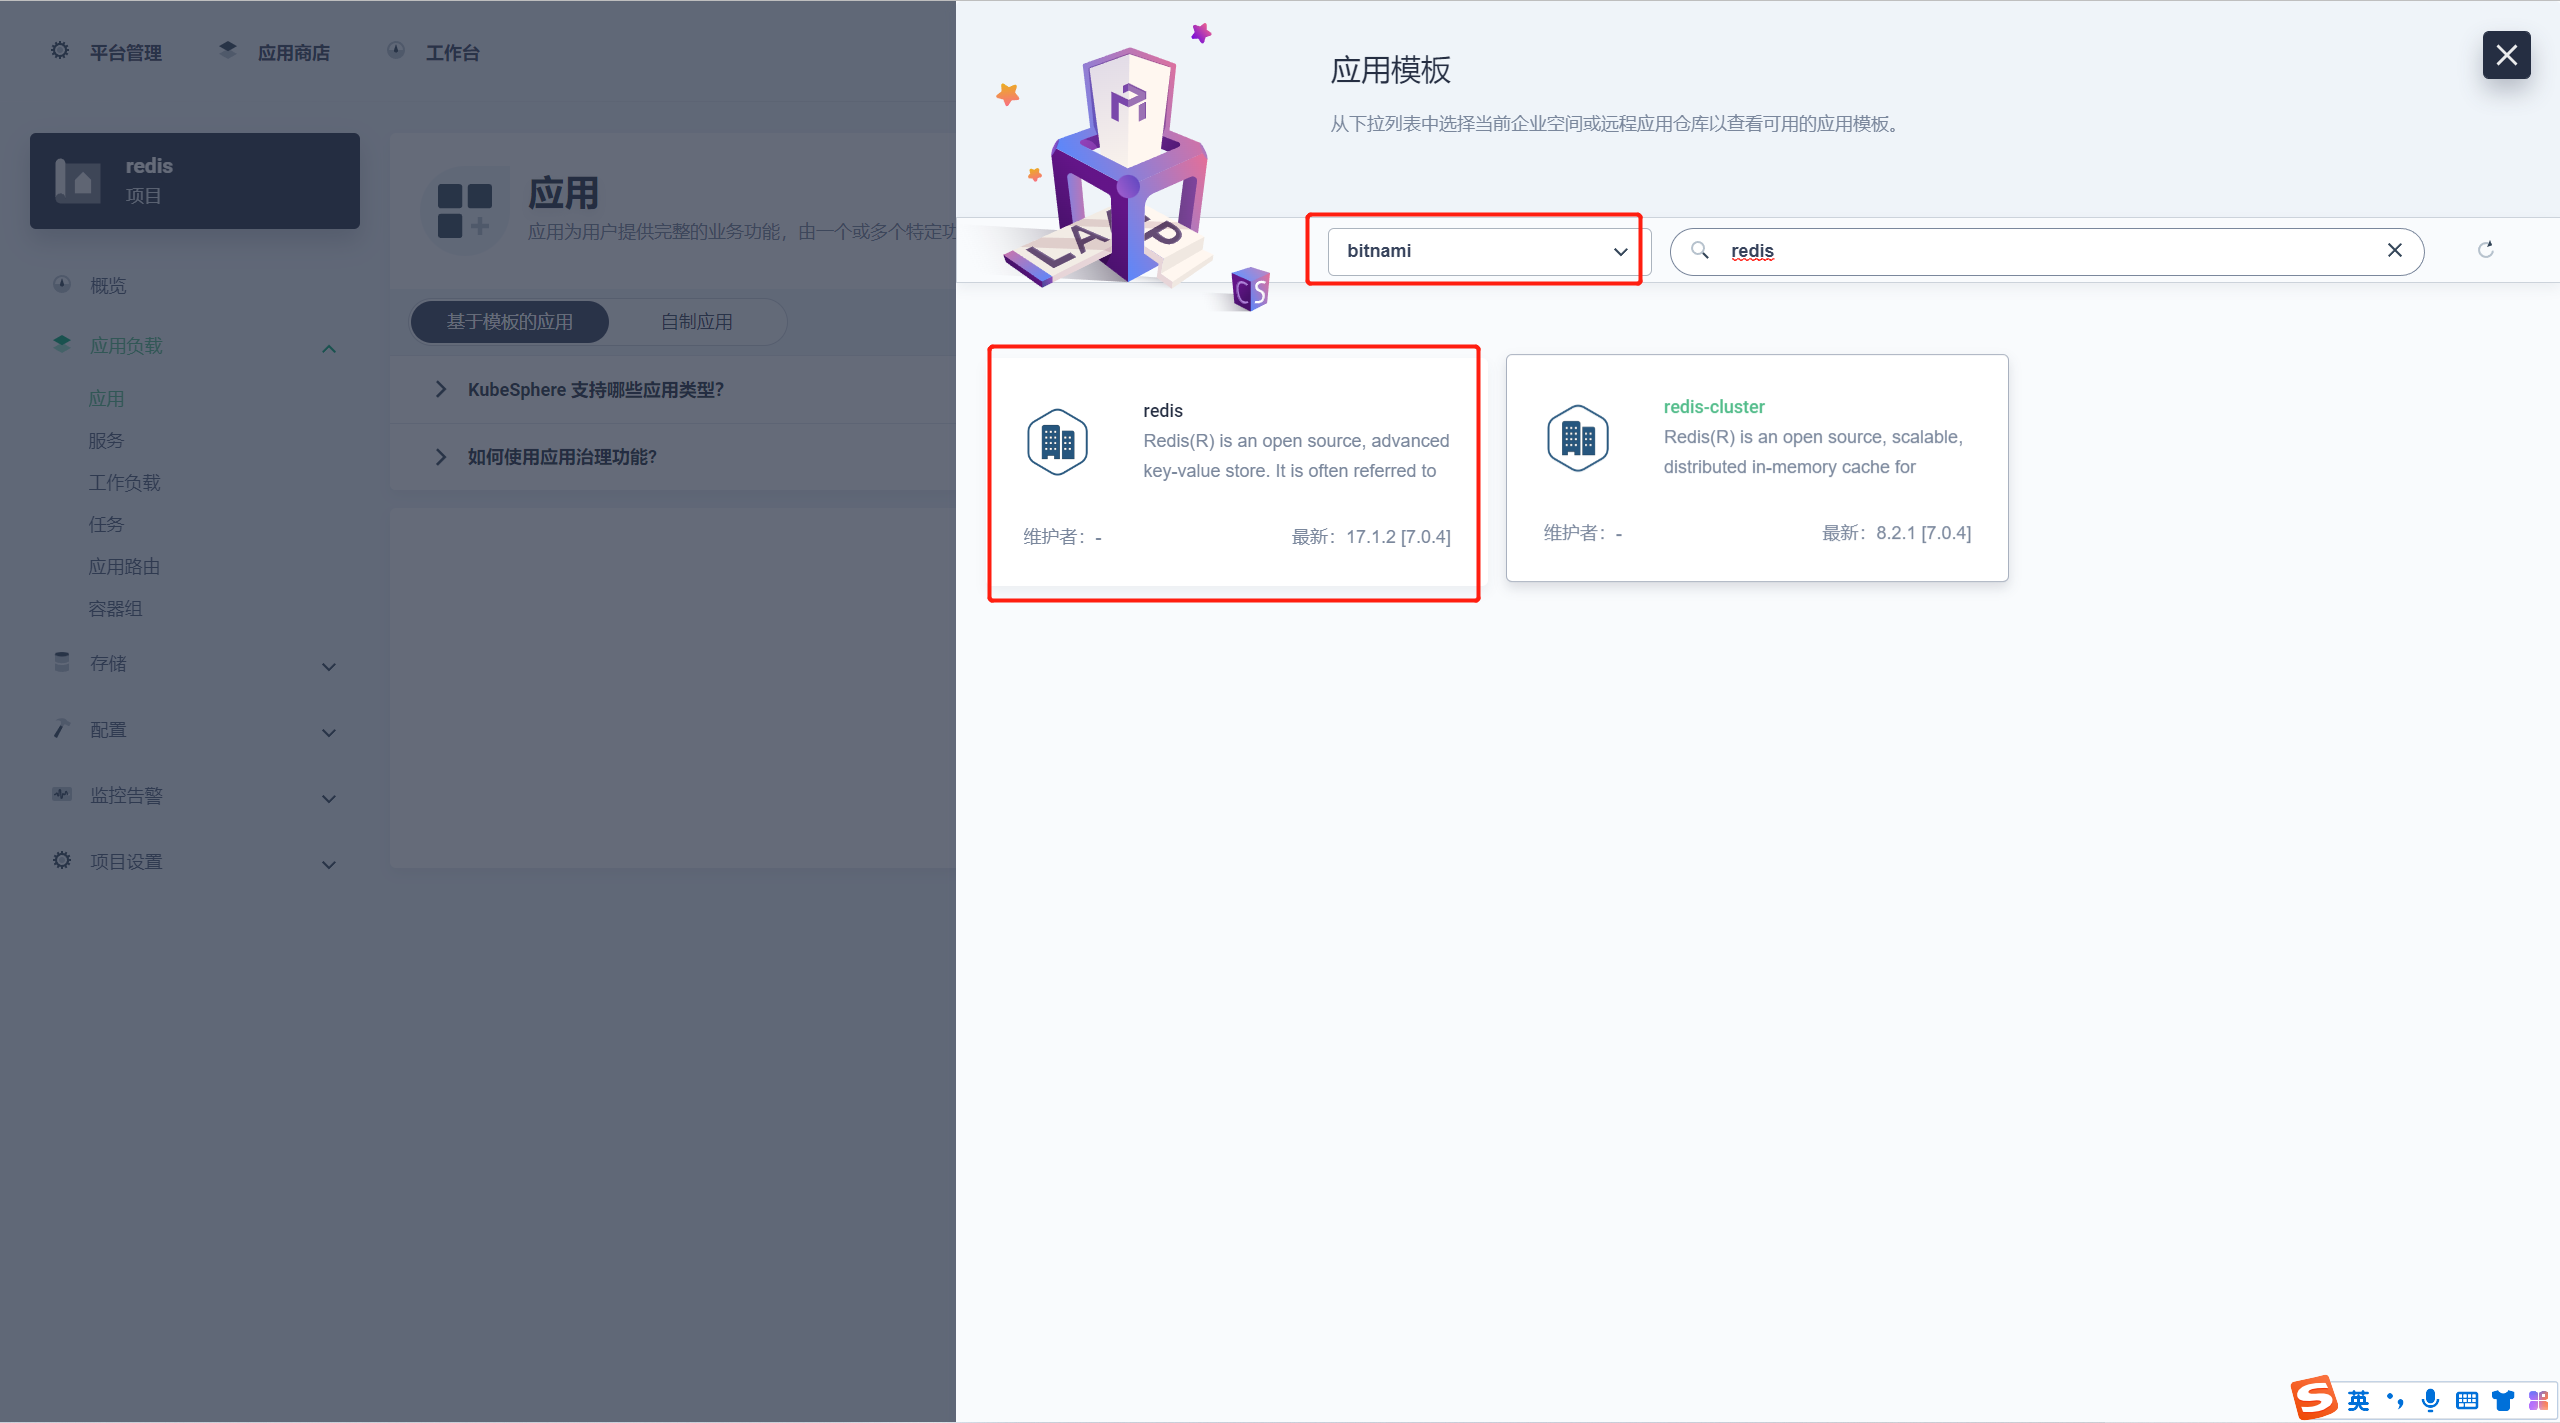 平台管理
应用商店
工作台
redis
项目
概览
应用负载
应用
服务
工作负载
任务
应用路由
容器组
存储
配置
监控告警
项目设置
应用
应用为用户提供完整的业务功能，由一个或多个特定功
基于模板的应用
自制应用
KubeSphere 支持哪些应用类型？
如何使用应用治理功能？
应用模板
从下拉列表中选择当前企业空间或远程应用仓库以查看可用的应用模板。
bitnami
redis
redis
Redis(R) is an open source, advanced
key-value store. It is often referred to
维护者：-
最新：17.1.2 [7.0.4]
redis-cluster
Redis(R) is an open source, scalable,
distributed in-memory cache for
维护者：-
最新：8.2.1 [7.0.4]
L A P
CS
S 英